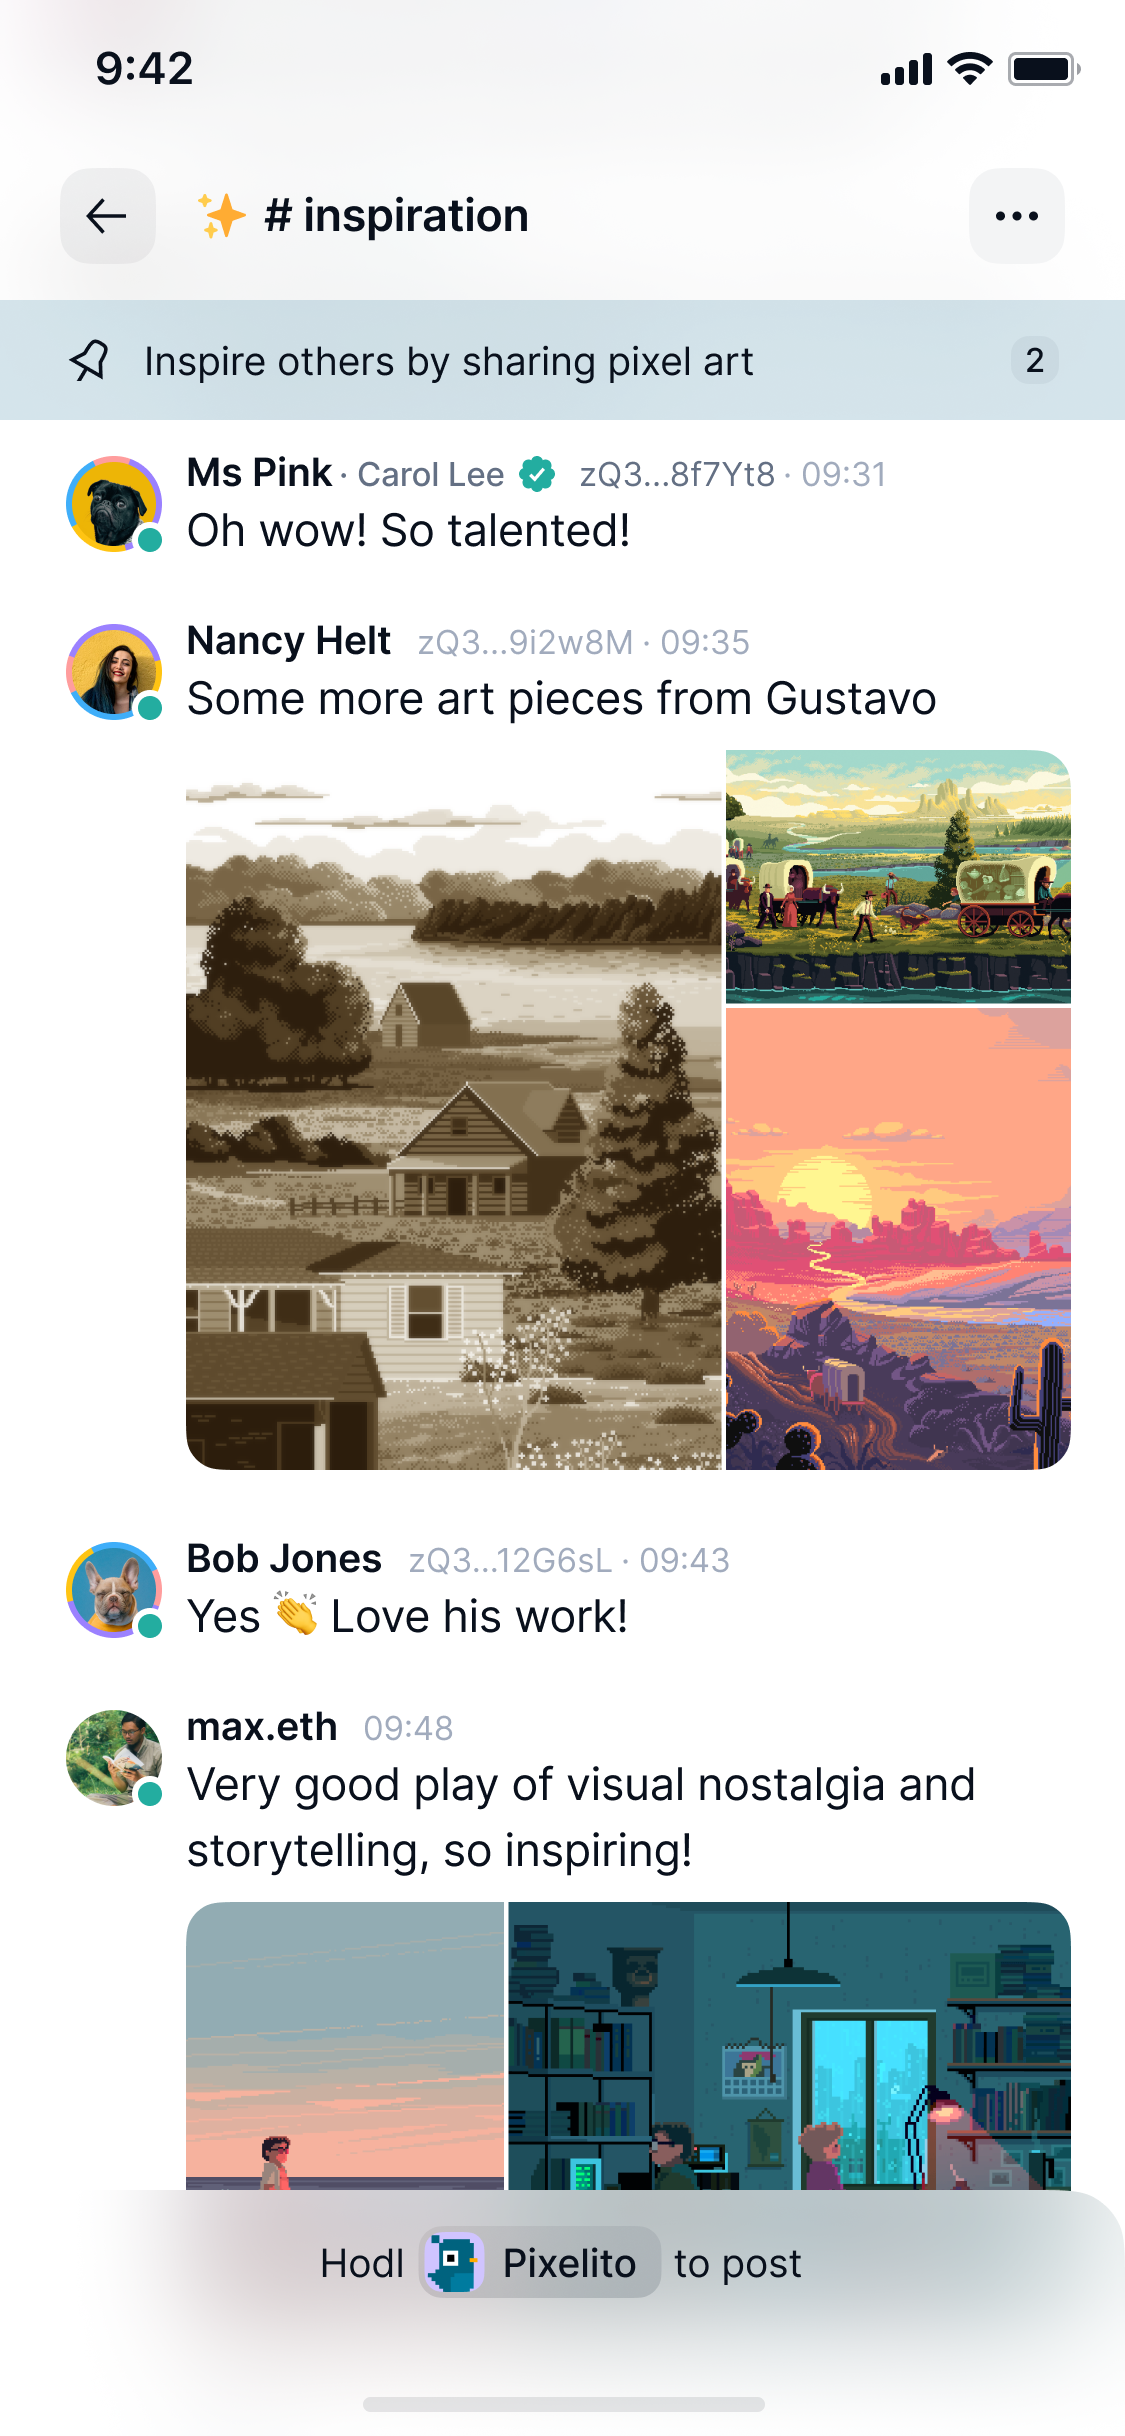 9:42
✨ # inspiration
Inspire others by sharing pixel art 2
Ms Pink · Carol Lee zQ3...8f7Yt8 · 09:31
Oh wow! So talented!
Nancy Helt zQ3...9i2w8M · 09:35
Some more art pieces from Gustavo
Bob Jones zQ3...12G6sL · 09:43
Yes 👏 Love his work!
max.eth 09:48
Very good play of visual nostalgia and
storytelling, so inspiring!
Hodl Pixelito to post